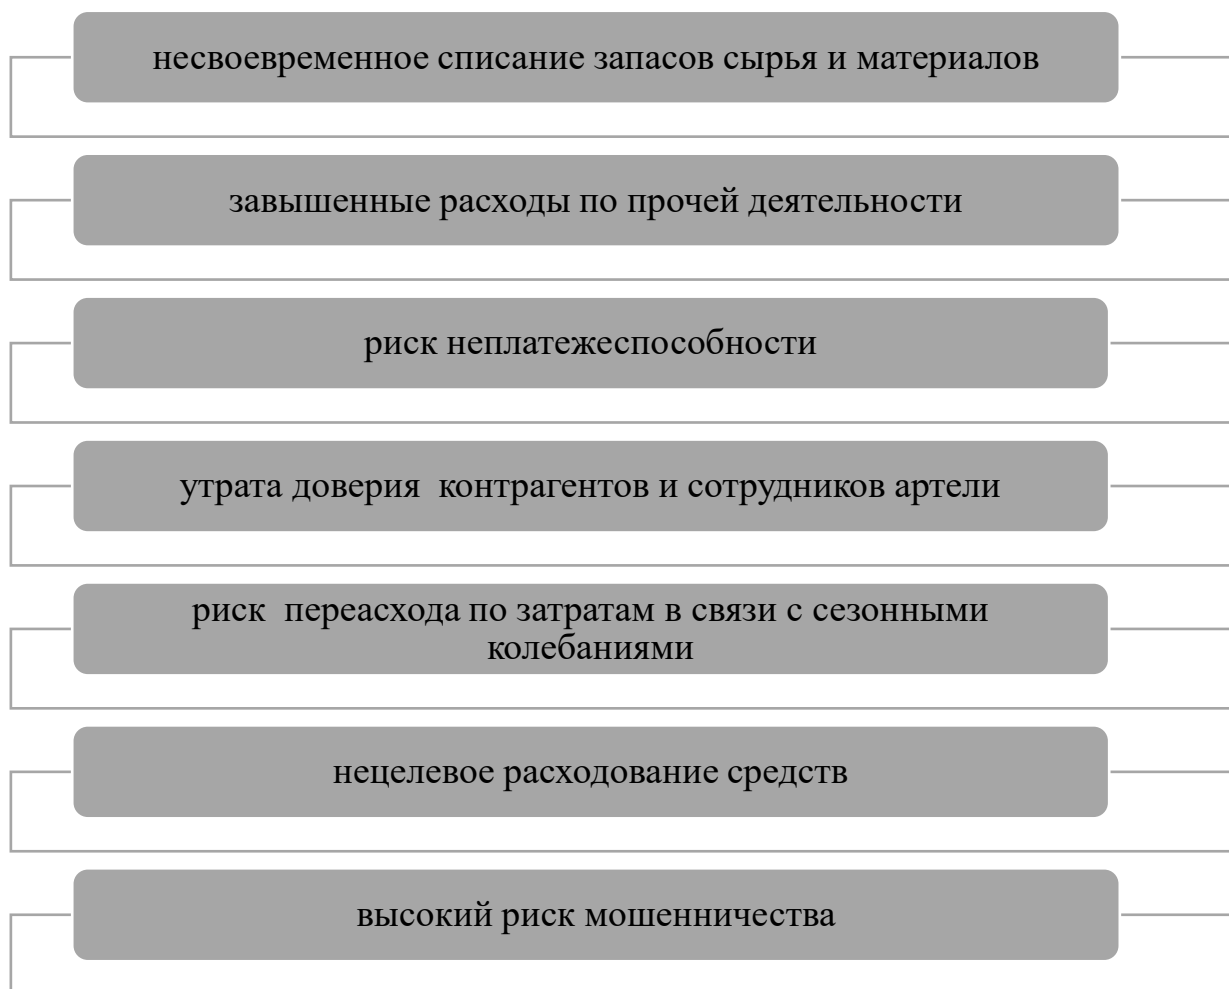 несвоевременное списание запасов сырья и материалов
завышенные расходы по прочей деятельности
риск неплатежеспособности
утрата доверия  контрагентов и сотрудников артели
риск  переасхода по затратам в связи с сезонными
колебаниями
нецелевое расходование средств
высокий риск мошенничества